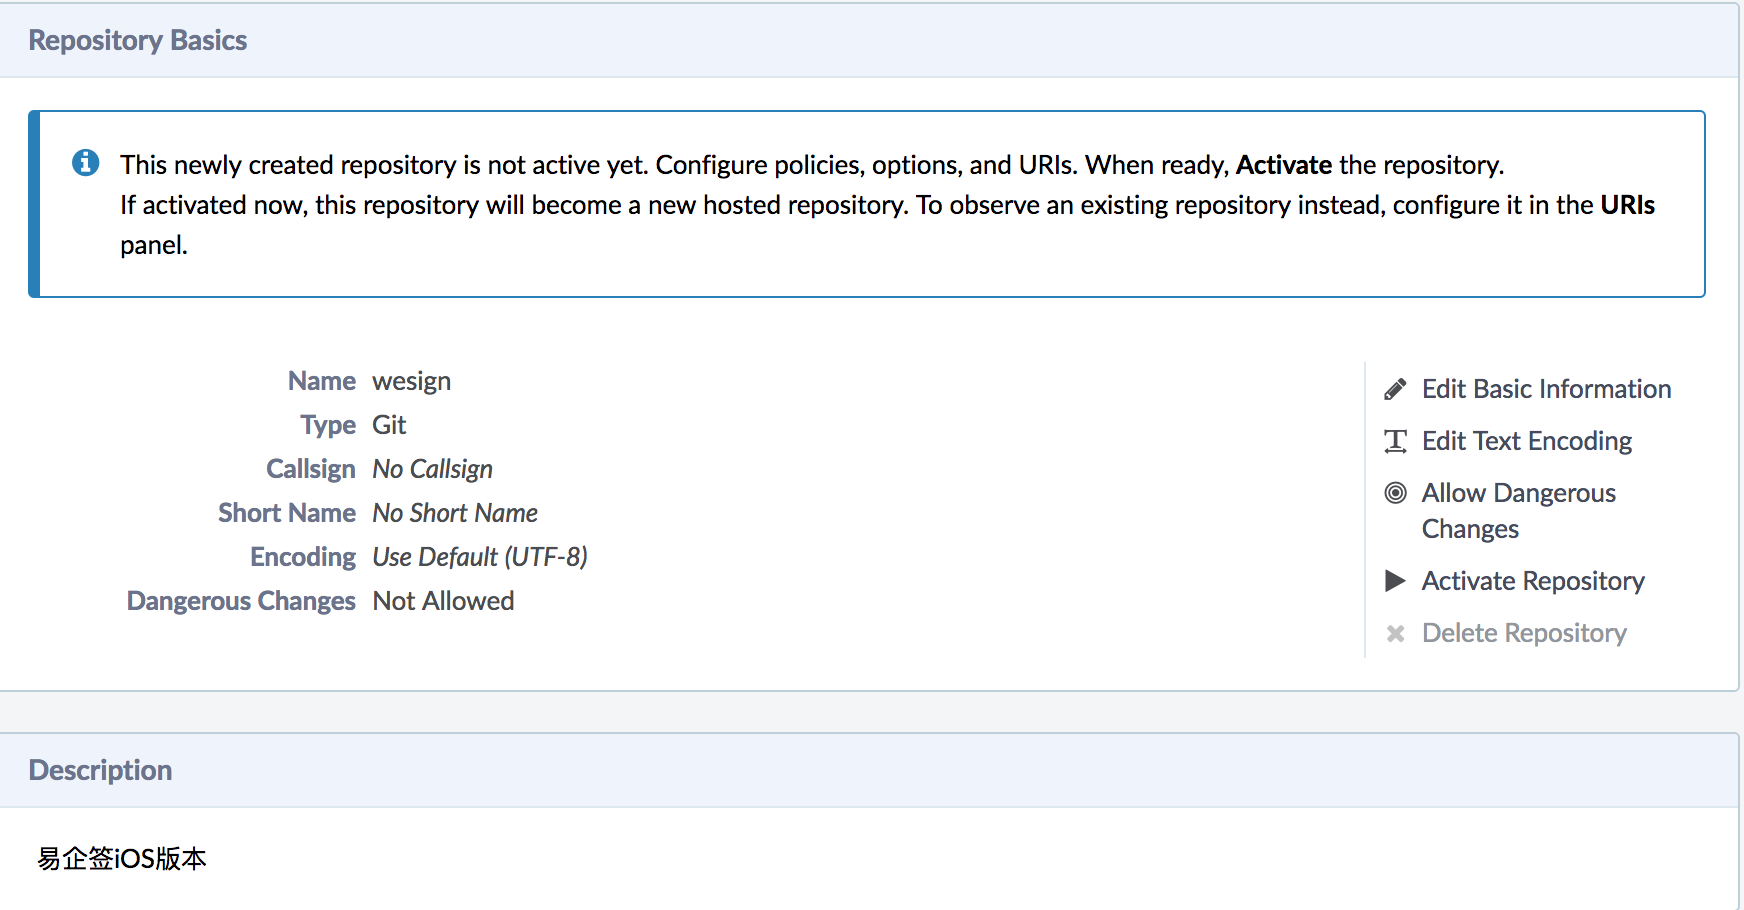 Repository Basics
This newly created repository is not active yet. Configure policies, options, and URIs. When ready, Activate the repository.
If activated now, this repository will become a new hosted repository. To observe an existing repository instead, configure it in the URIs
panel.
Name wesign
Type Git
Callsign No Callsign
Short Name No Short Name
Encoding Use Default (UTF-8)
Dangerous Changes Not Allowed
Edit Basic Information
Edit Text Encoding
Allow Dangerous
Changes
Activate Repository
Delete Repository
Description
易企签iOS版本